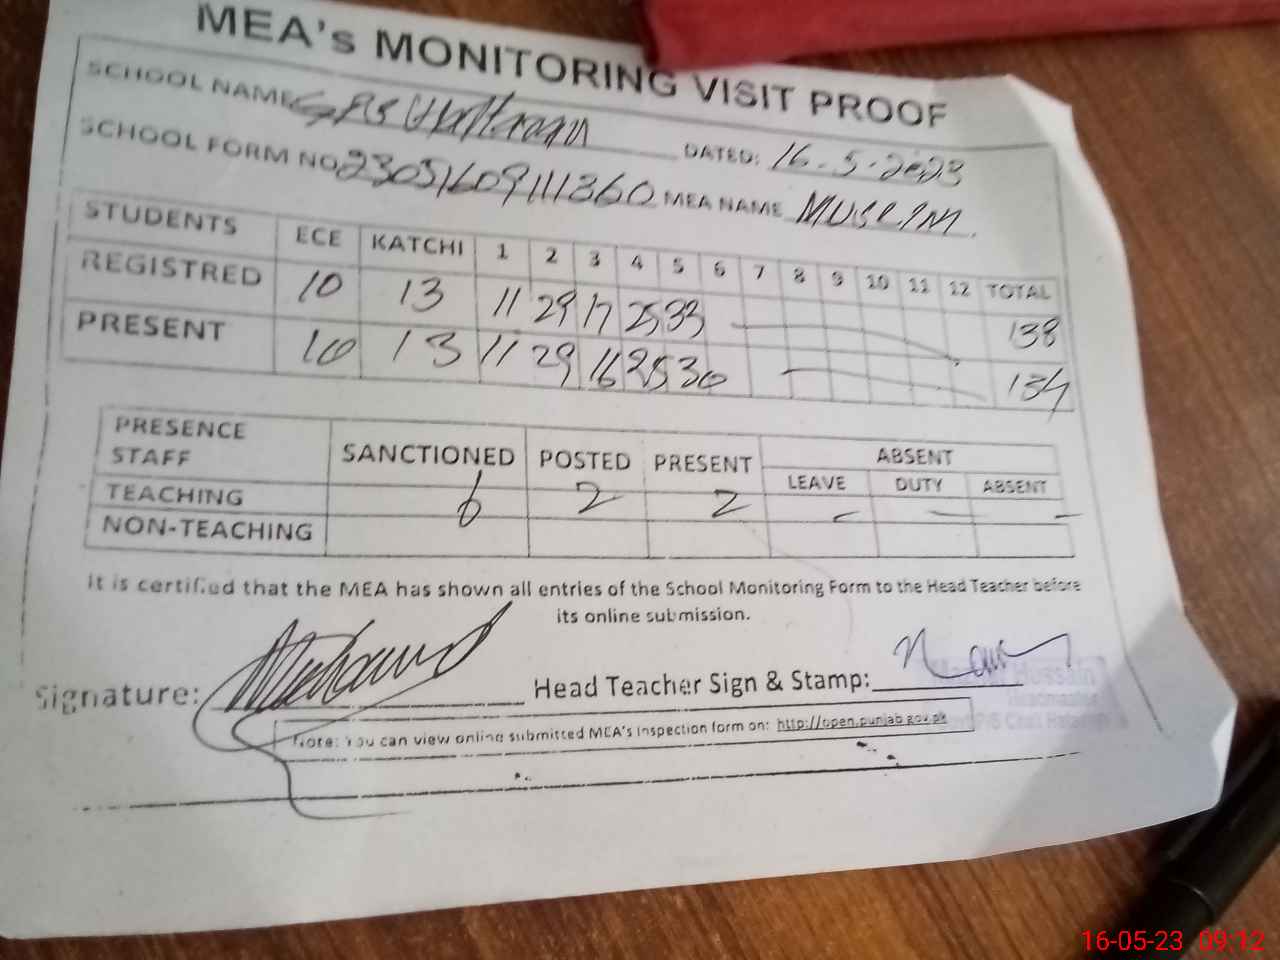 MEA's MONITORING VISIT PROOF
SCHOOL NAME GPS DATED: 16-5-2023
SCHOOL FORM NO 23051609111360 MEA NAME MUSLIM
STUDENTS ECE KATCHI 1 2 3 4 5 6 7 8 9 10 11 12 TOTAL
REGISTRED 10 13 11 29 17 25 33 138
PRESENT 10 13 11 29 16 25 30 134
PRESENCE STAFF SANCTIONED POSTED PRESENT ABSENT
LEAVE DUTY ABSENT
TEACHING 6 2 2 - - -
NON-TEACHING
it is certified that the MEA has shown all entries of the School Monitoring Form to the Head Teacher before
its online submission.
Signature: Head Teacher Sign & Stamp:
Hussain
Headmaster
Note: You can view online submitted MEA's Inspection form on: http://open.punjab.gov.pk
16-05-23 09:12